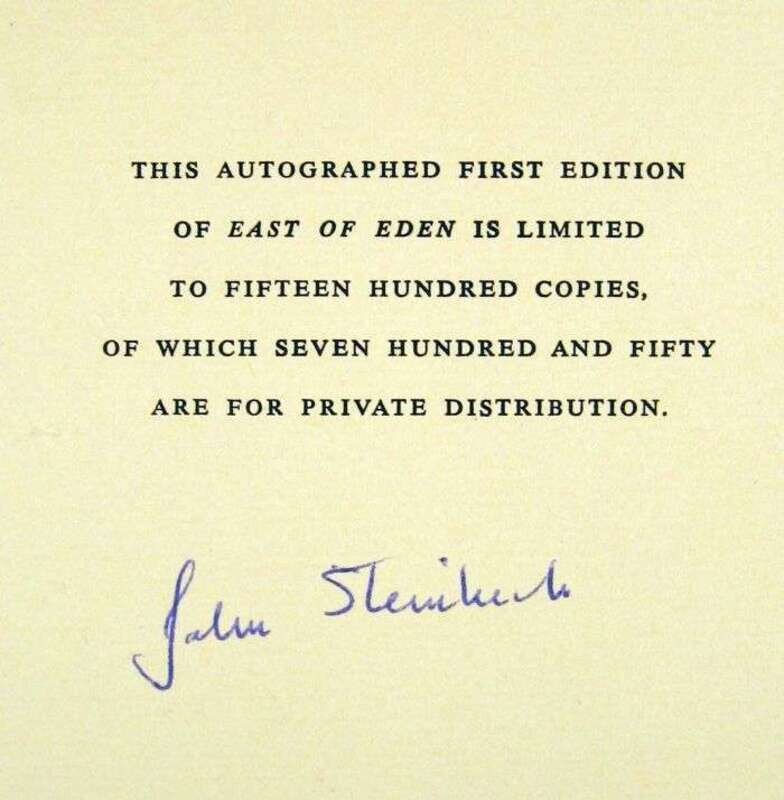 THIS AUTOGRAPHED FIRST EDITION
OF EAST OF EDEN IS LIMITED
TO FIFTEEN HUNDRED COPIES,
OF WHICH SEVEN HUNDRED AND FIFTY
ARE FOR PRIVATE DISTRIBUTION.
John Steinbeck